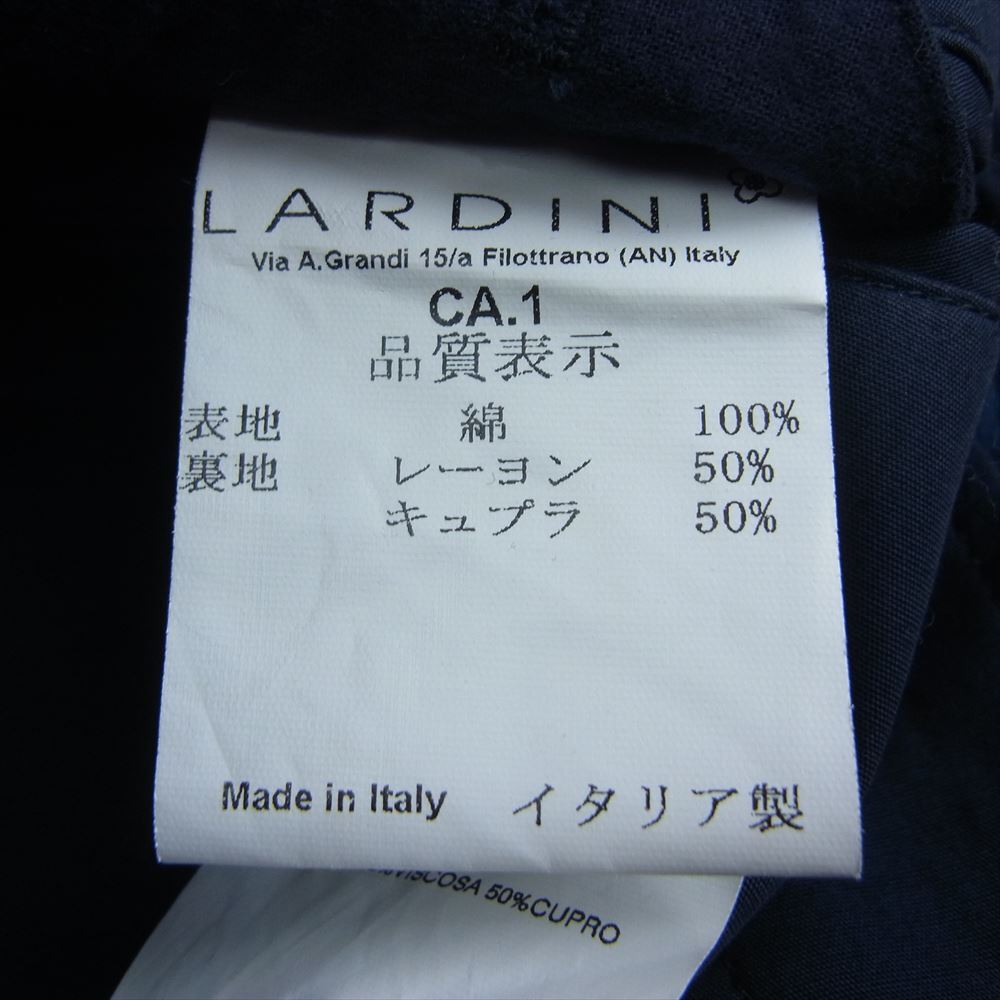 LARDINI
Via A.Grandi 15/a Filottrano (AN) Italy
CA.1
品質表示
表地 綿 100%
裏地 レーヨン 50%
キュプラ 50%
Made in Italy イタリア製
%VISCOSA 50%CUPRO